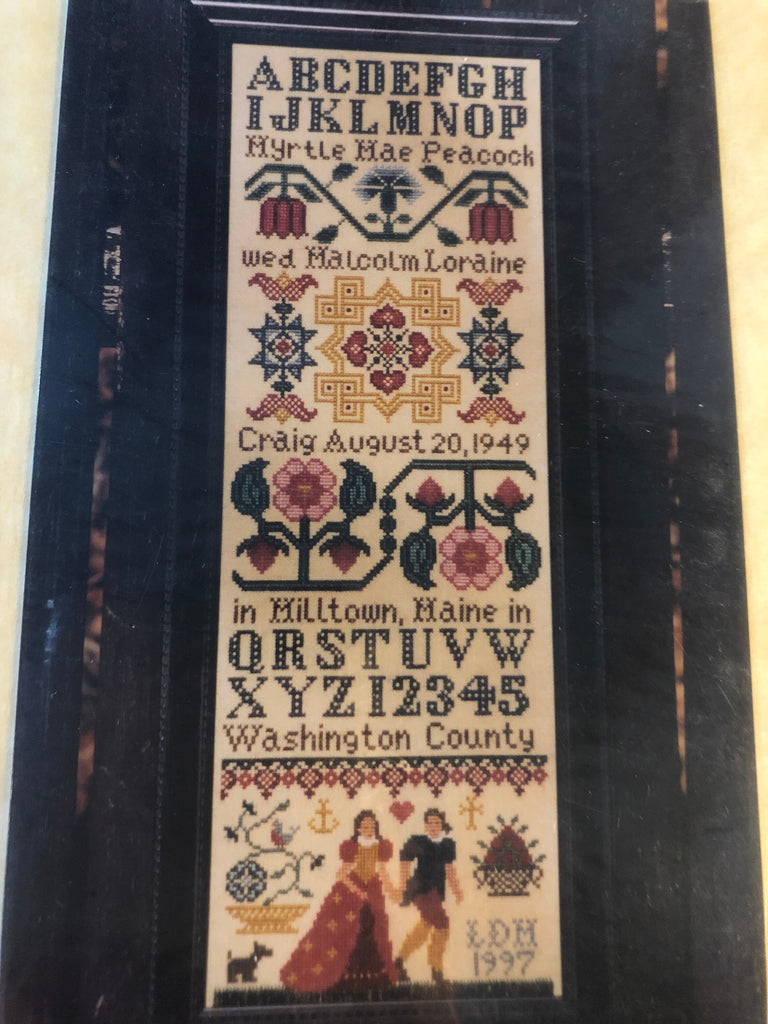 ABCDEFGH
IJKLMNOP
Myrtle Mae Peacock
wed Malcolm Loraine
Craig August 20, 1949
in Milltown, Maine in
QRSTUVW
XYZ12345
Washington County
LDM
1997